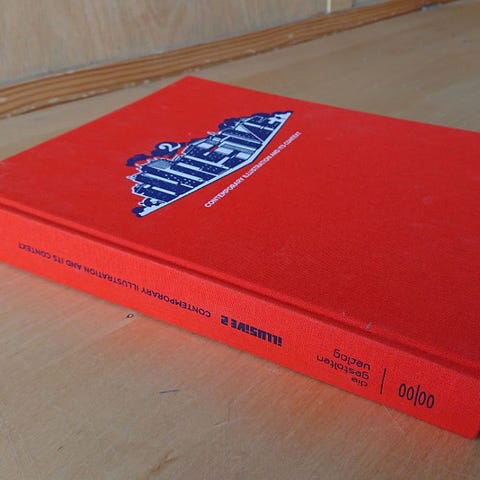 2
ILLUSIVE
CONTEMPORARY ILLUSTRATION AND ITS CONTEXT
00|00
die
gestalten
verlag
iLLUSiVE 2
CONTEMPORARY ILLUSTRATION AND ITS CONTEXT